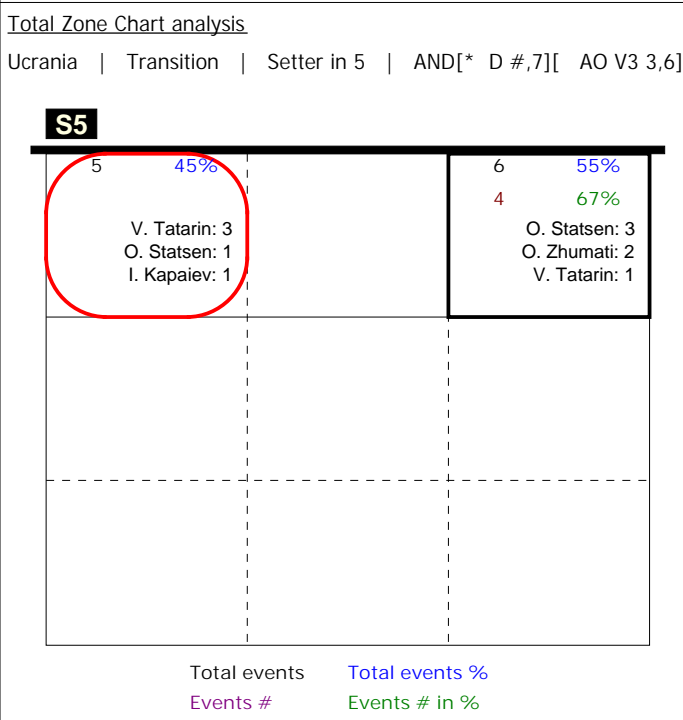 Total Zone Chart analysis
Ucrania | Transition | Setter in 5 | AND[* D #,7][ AO V3 3,6]
S5
5 45%
V. Tatarin: 3
O. Statsen: 1
I. Kapaiev: 1
6 55%
4 67%
O. Statsen: 3
O. Zhumati: 2
V. Tatarin: 1
Total events Total events %
Events # Events # in %